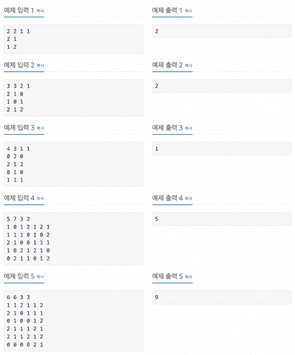 예제 입력 1 복사
2 2 1 1
2 1
1 2
예제 출력 1 복사
2
예제 입력 2 복사
3 3 2 1
2 1 0
1 0 1
2 1 2
예제 출력 2 복사
2
예제 입력 3 복사
4 3 1 1
0 2 0
2 1 2
0 1 0
1 1 1
예제 출력 3 복사
1
예제 입력 4 복사
5 7 3 2
1 0 1 2 1 2 1
1 1 1 0 1 0 2
2 1 0 0 1 1 1
1 0 2 1 2 1 0
0 2 1 1 0 1 2
예제 출력 4 복사
5
예제 입력 5 복사
6 6 3 3
1 1 2 1 1 2
2 1 0 1 1 1
0 1 0 0 1 2
2 1 1 1 2 1
2 1 1 2 1 2
0 0 0 0 2 1
예제 출력 5 복사
9